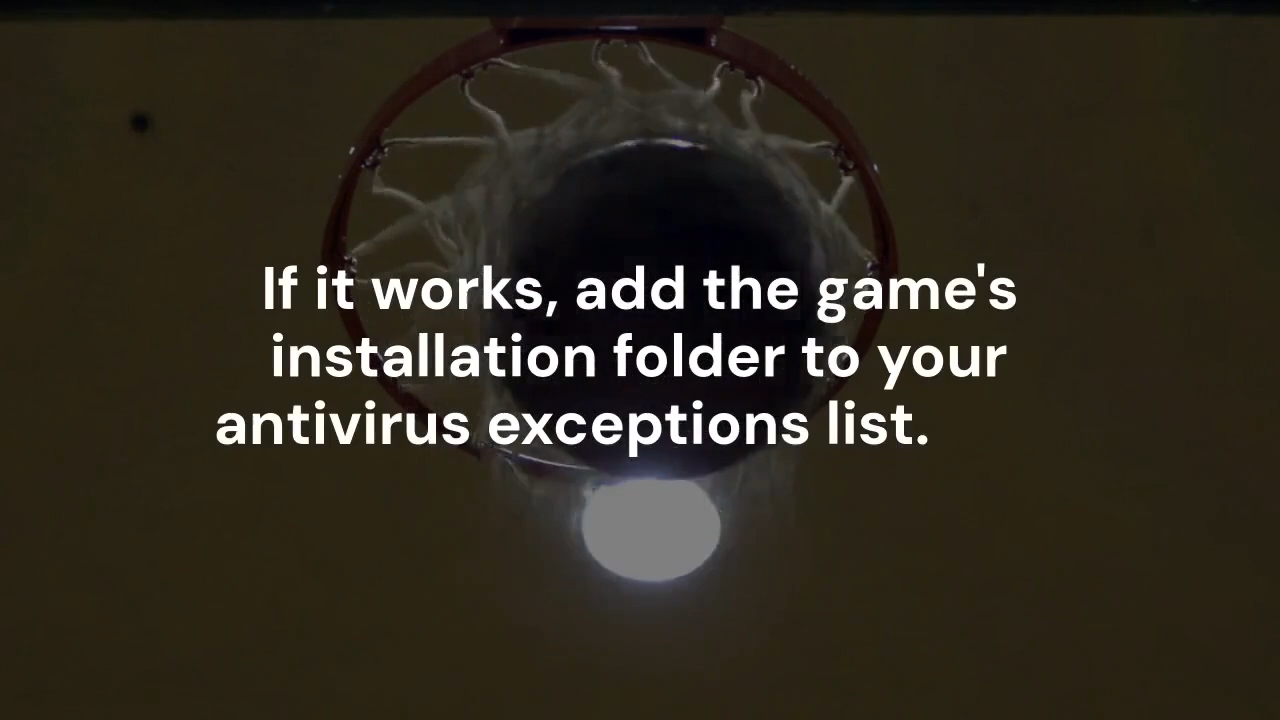 If it works, add the game's
installation folder to your
antivirus exceptions list.